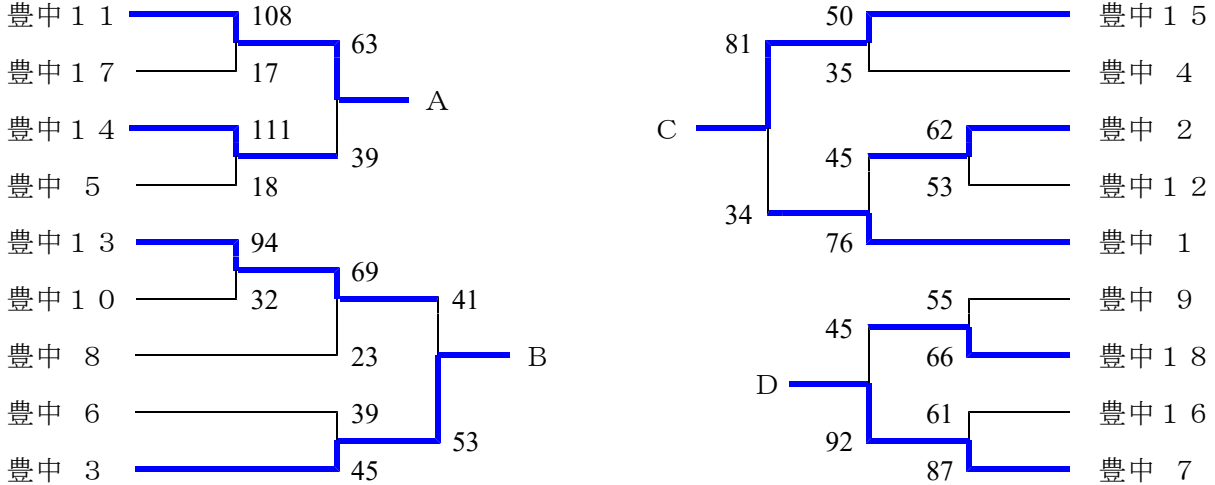 豊中１１ 108 50 豊中１５
63 81
豊中１７ 17 35 豊中 ４
A
豊中１４ 111 C 62 豊中 ２
39 45
豊中 ５ 18 53 豊中１２
34
豊中１３ 94 76 豊中 １
69
豊中１０ 32 41 55 豊中 ９
45
豊中 ８ 23 B 66 豊中１８
D
豊中 ６ 39 61 豊中１６
53 92
豊中 ３ 45 87 豊中 ７